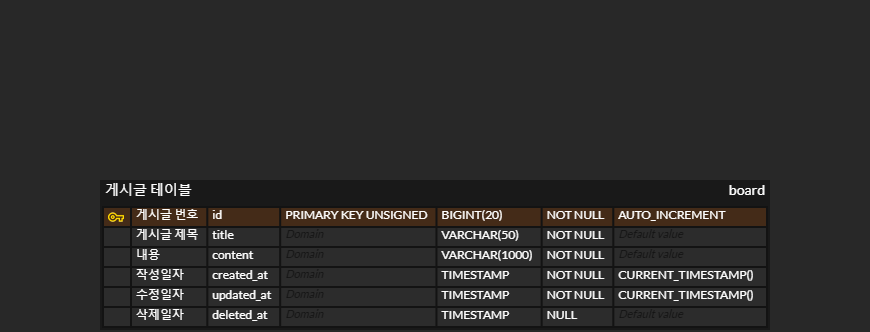 게시글 테이블 board
게시글 번호 id PRIMARY KEY UNSIGNED BIGINT(20) NOT NULL AUTO_INCREMENT
게시글 제목 title Domain VARCHAR(50) NOT NULL Default value
내용 content Domain VARCHAR(1000) NOT NULL Default value
작성일자 created_at Domain TIMESTAMP NOT NULL CURRENT_TIMESTAMP()
수정일자 updated_at Domain TIMESTAMP NOT NULL CURRENT_TIMESTAMP()
삭제일자 deleted_at Domain TIMESTAMP NULL Default value